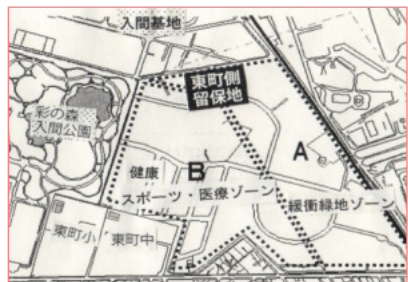 入間基地
東町側
留保地
彩の森
入間公園
A
健康
B
スポーツ・医療ゾーン
緩衝緑地ゾーン
東町小
東町中